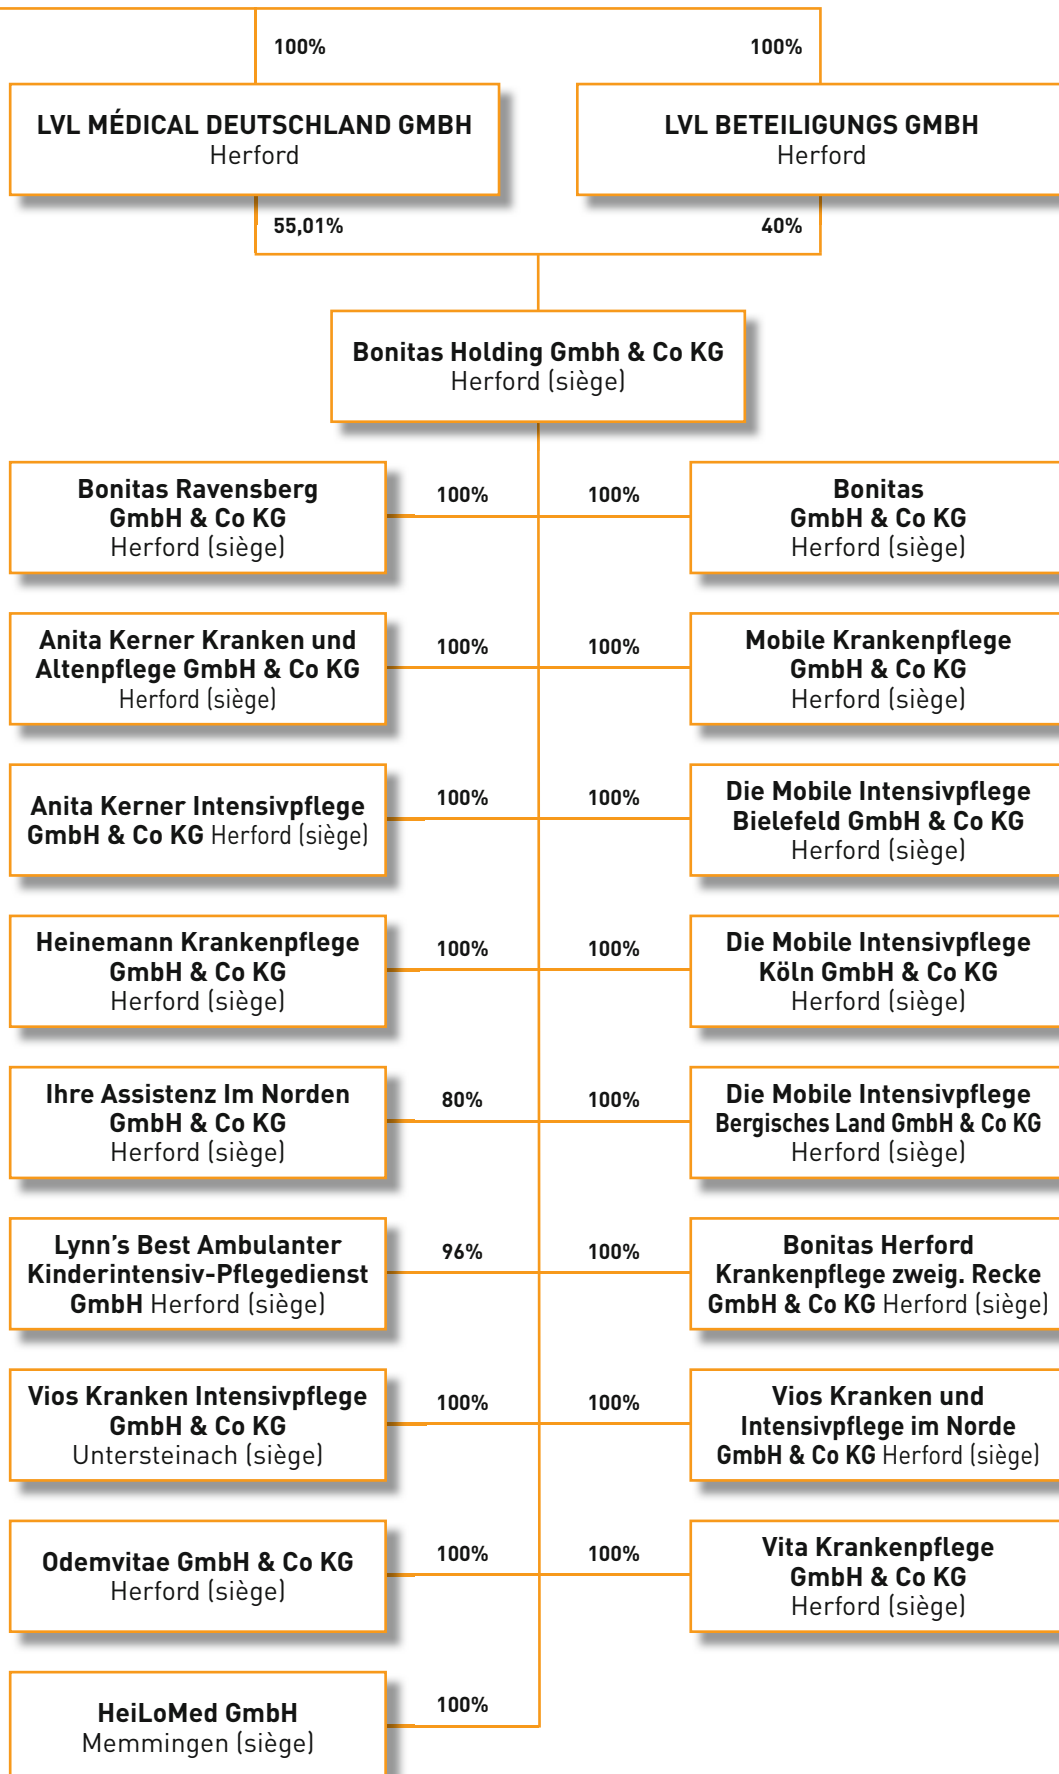 100%
100%
LVL MÉDICAL DEUTSCHLAND GMBH
Herford
LVL BETEILIGUNGS GMBH
Herford
55,01%
40%
Bonitas Holding Gmbh & Co KG
Herford (siège)
Bonitas Ravensberg
GmbH & Co KG
Herford (siège)
100%
100%
Bonitas
GmbH & Co KG
Herford (siège)
Anita Kerner Kranken und
Altenpflege GmbH & Co KG
Herford (siège)
100%
100%
Mobile Krankenpflege
GmbH & Co KG
Herford (siège)
Anita Kerner Intensivpflege
GmbH & Co KG Herford (siège)
100%
100%
Die Mobile Intensivpflege
Bielefeld GmbH & Co KG
Herford (siège)
Heinemann Krankenpflege
GmbH & Co KG
Herford (siège)
100%
100%
Die Mobile Intensivpflege
Köln GmbH & Co KG
Herford (siège)
Ihre Assistenz Im Norden
GmbH & Co KG
Herford (siège)
80%
100%
Die Mobile Intensivpflege
Bergisches Land GmbH & Co KG
Herford (siège)
Lynn's Best Ambulanter
Kinderintensiv-Pflegedienst
GmbH Herford (siège)
96%
100%
Bonitas Herford
Krankenpflege zweig. Recke
GmbH & Co KG Herford (siège)
Vios Kranken Intensivpflege
GmbH & Co KG
Untersteinach (siège)
100%
100%
Vios Kranken und
Intensivpflege im Norde
GmbH & Co KG Herford (siège)
Odemvitae GmbH & Co KG
Herford (siège)
100%
100%
Vita Krankenpflege
GmbH & Co KG
Herford (siège)
HeiLoMed GmbH
Memmingen (siège)
100%